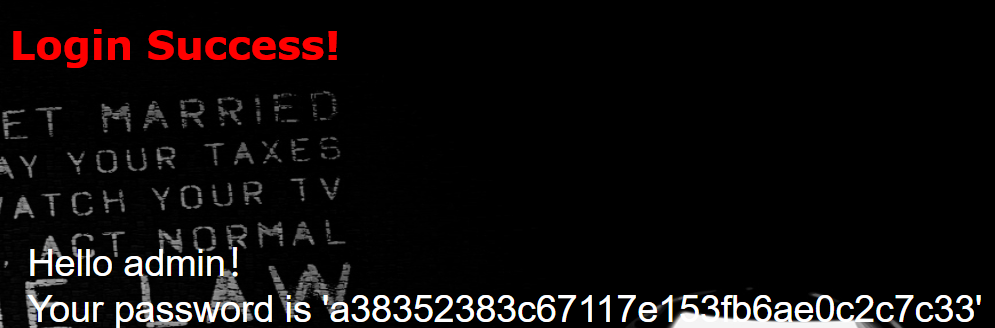 Login Success!
ET MARRIED
AY YOUR TAXES
WATCH YOUR TV
, ACT NORMAL
E LAW
Hello admin!
Your password is 'a38352383c67117e153fb6ae0c2c7c33'